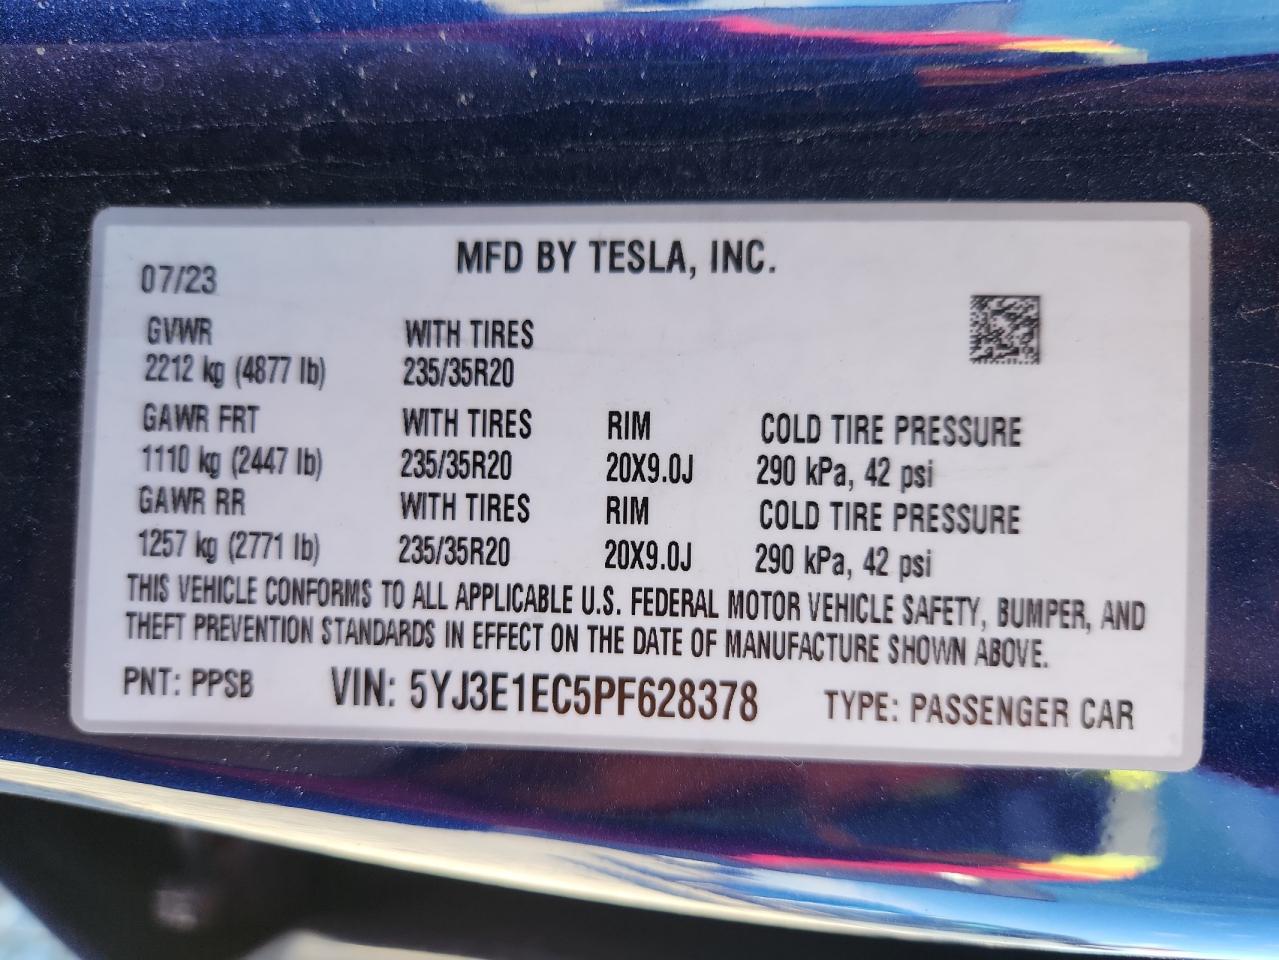 MFD BY TESLA, INC.
07/23
GVWR WITH TIRES
2212 kg (4877 lb) 235/35R20
GAWR FRT WITH TIRES RIM COLD TIRE PRESSURE
1110 kg (2447 lb) 235/35R20 20X9.0J 290 kPa, 42 psi
GAWR RR WITH TIRES RIM COLD TIRE PRESSURE
1257 kg (2771 lb) 235/35R20 20X9.0J 290 kPa, 42 psi
THIS VEHICLE CONFORMS TO ALL APPLICABLE U.S. FEDERAL MOTOR VEHICLE SAFETY, BUMPER, AND
THEFT PREVENTION STANDARDS IN EFFECT ON THE DATE OF MANUFACTURE SHOWN ABOVE.
PNT: PPSB VIN: 5YJ3E1EC5PF628378 TYPE: PASSENGER CAR